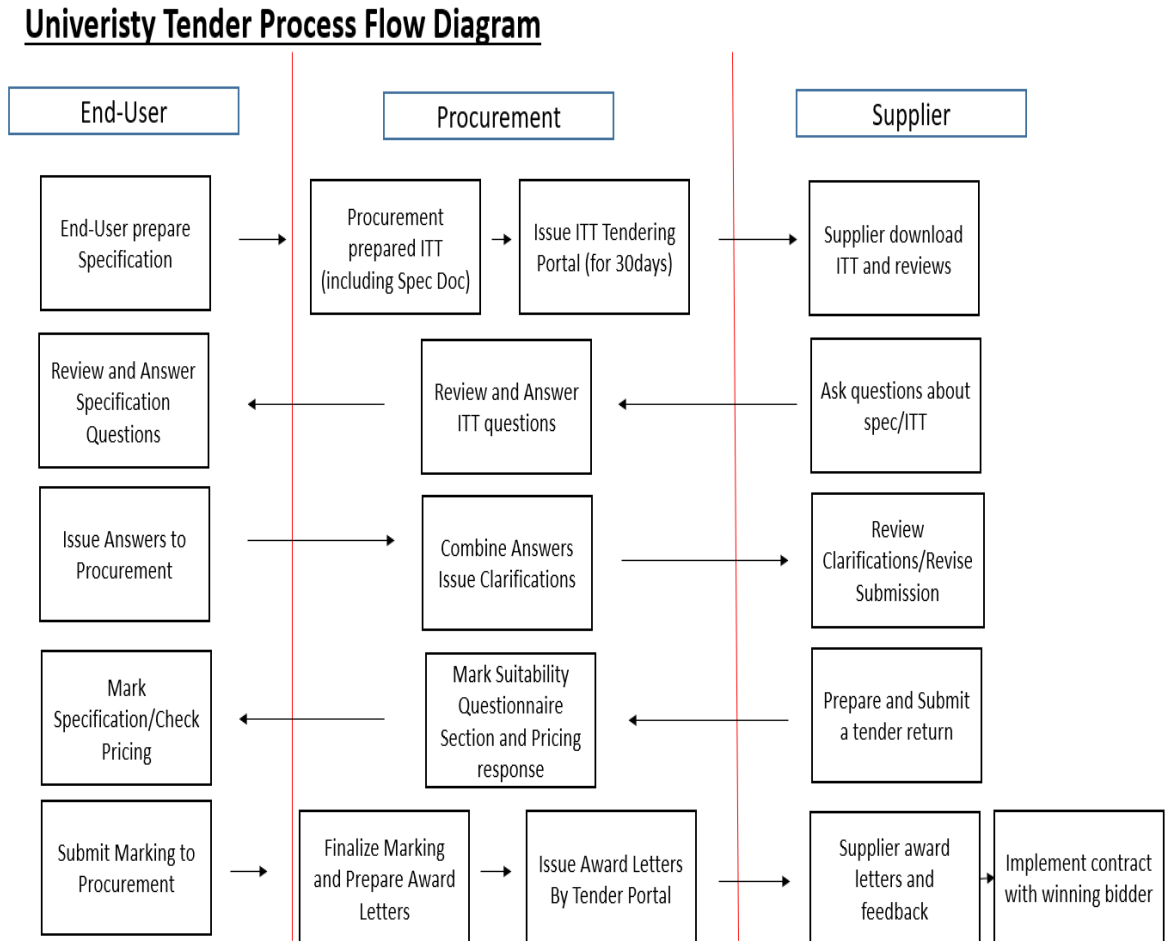 Univeristy Tender Process Flow Diagram
End-User
Procurement
Supplier
End-User prepare
Specification
Procurement
prepared ITT
(including Spec Doc)
Issue ITT Tendering
Portal (for 30days)
Supplier download
ITT and reviews
Review and Answer
Specification
Questions
Review and Answer
ITT questions
Ask questions about
spec/ITT
Issue Answers to
Procurement
Combine Answers
Issue Clarifications
Review
Clarifications/Revise
Submission
Mark
Specification/Check
Pricing
Mark Suitability
Questionnaire
Section and Pricing
response
Prepare and Submit
a tender return
Submit Marking to
Procurement
Finalize Marking
and Prepare Award
Letters
Issue Award Letters
By Tender Portal
Supplier award
letters and
feedback
Implement contract
with winning bidder